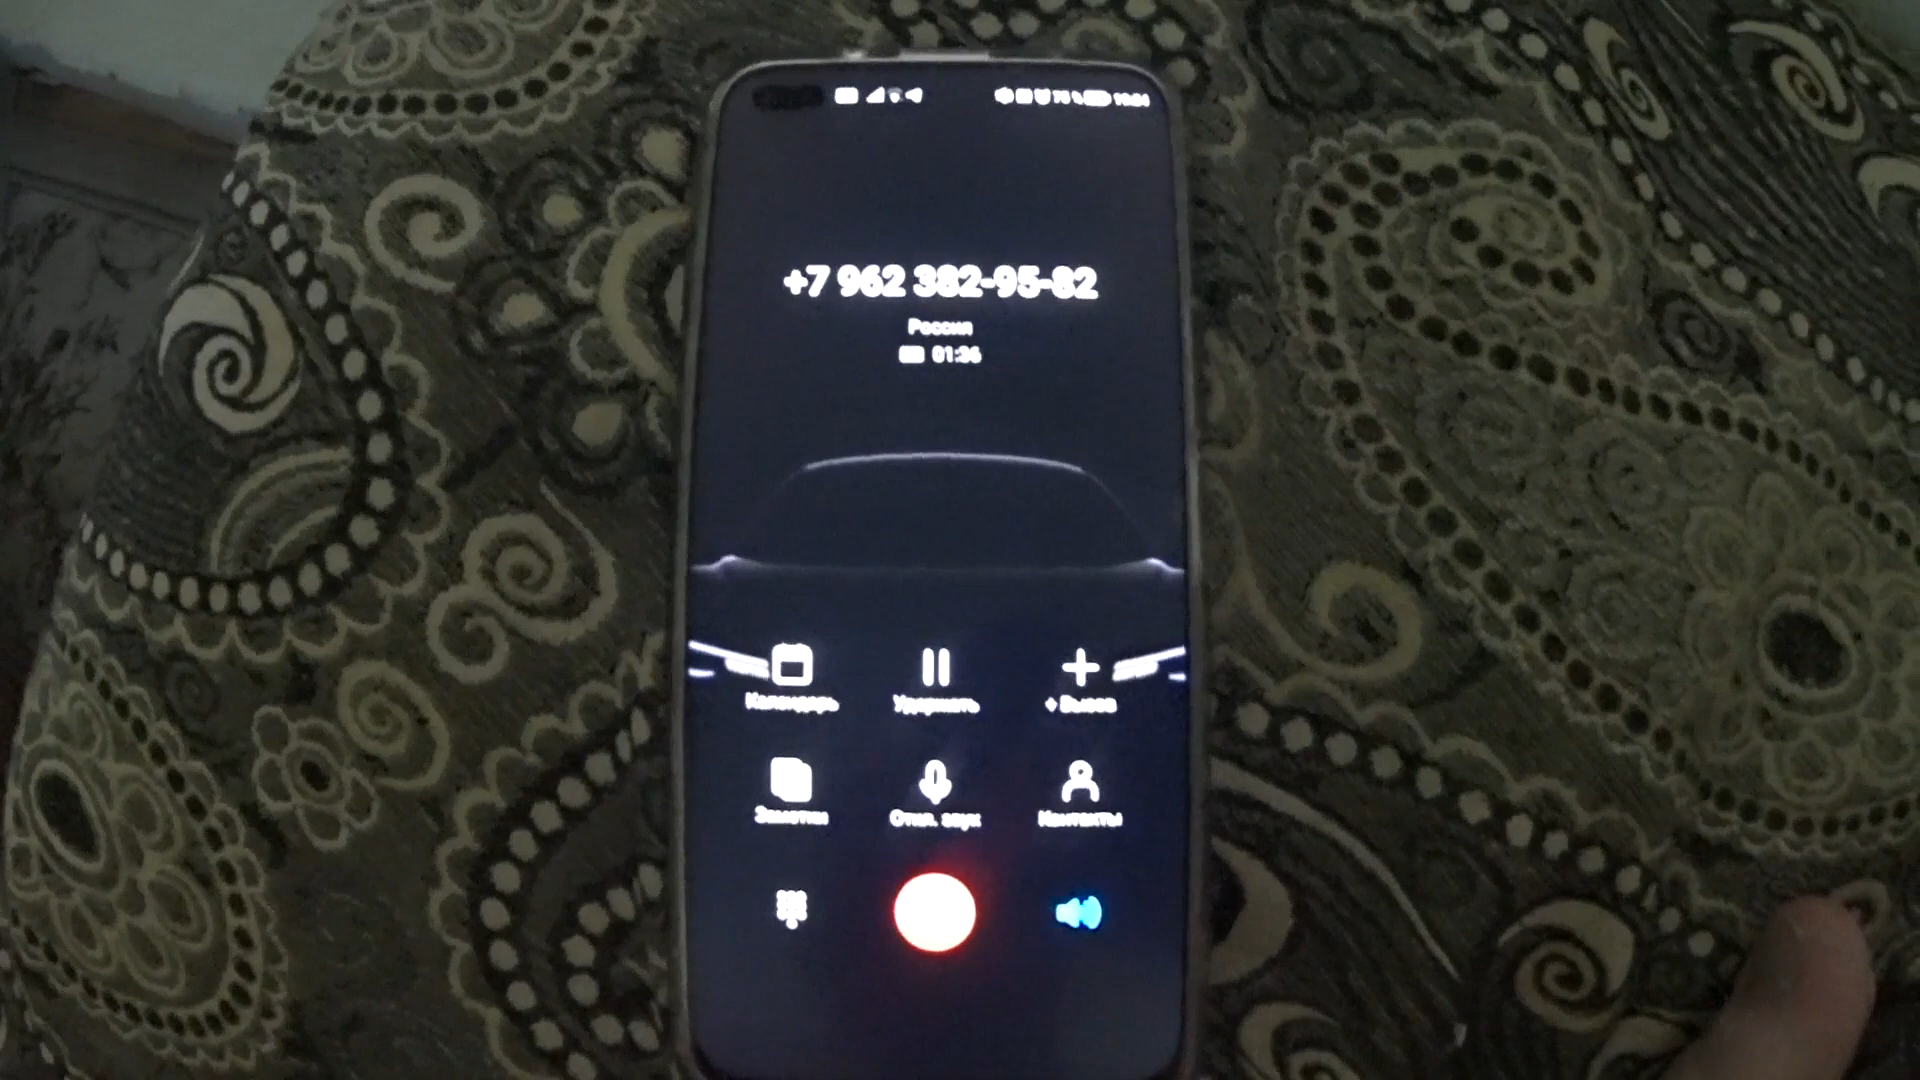 +7 962 382-95-82
Россия
01:36
Календарь
Удержать
+ Вызов
Заметки
Откл. звук
Контакты